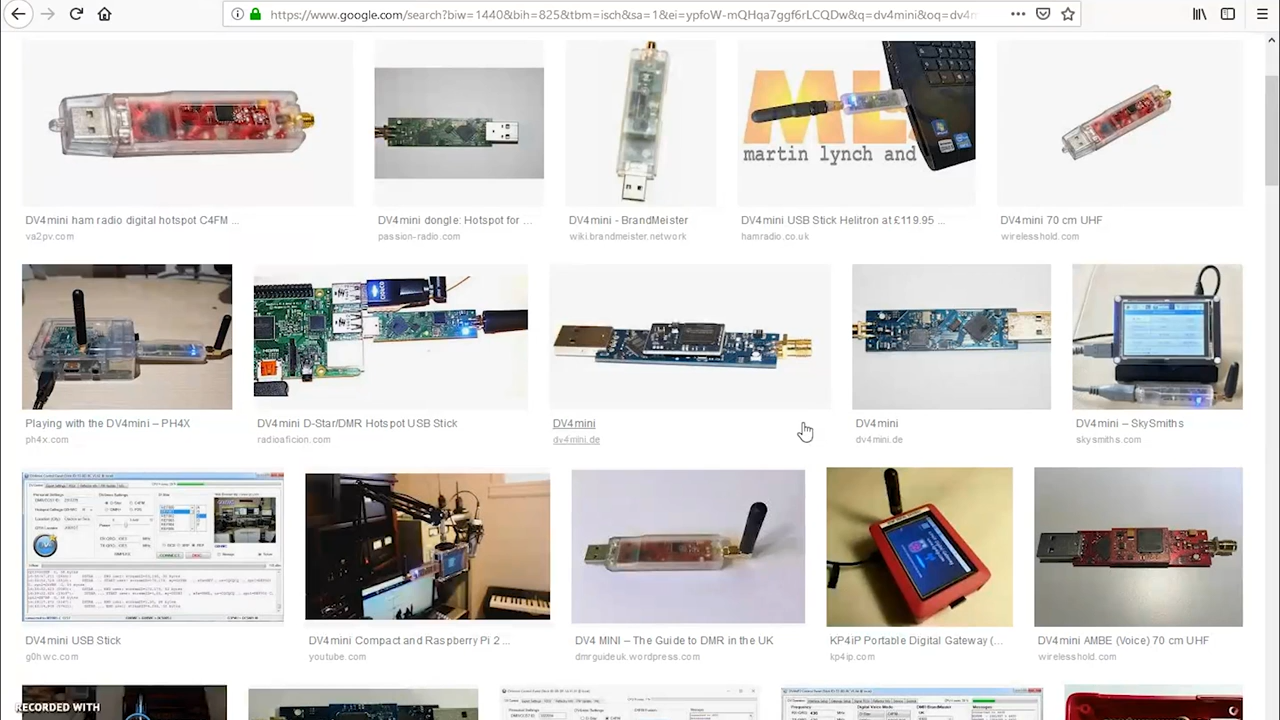 https://www.google.com/search?biw=1440&bih=825&tbm=isch&sa=1&ei=ypfoW-mQHqa7ggf6rLCQDw&q=dv4mini&oq=dv4m
martin lynch and
DV4mini ham radio digital hotspot C4FM ...
va2pv.com
DV4mini dongle: Hotspot for ...
passion-radio.com
DV4mini - BrandMeister
wiki.brandmeister.network
DV4mini USB Stick Helitron at £119.95 ...
hamradio.co.uk
DV4mini 70 cm UHF
wirelesshold.com
Playing with the DV4mini – PH4X
ph4x.com
DV4mini D-Star/DMR Hotspot USB Stick
radioaficion.com
DV4mini
dv4mini.de
DV4mini
dv4mini.de
DV4mini – SkySmiths
skysmiths.com
DV4mini USB Stick
g0hwc.com
DV4mini Compact and Raspberry Pi 2 ...
youtube.com
DV4 MINI – The Guide to DMR in the UK
dmrguideuk.wordpress.com
KP4iP Portable Digital Gateway (...
kp4ip.com
DV4mini AMBE (Voice) 70 cm UHF
wirelesshold.com
RECORDED WITH